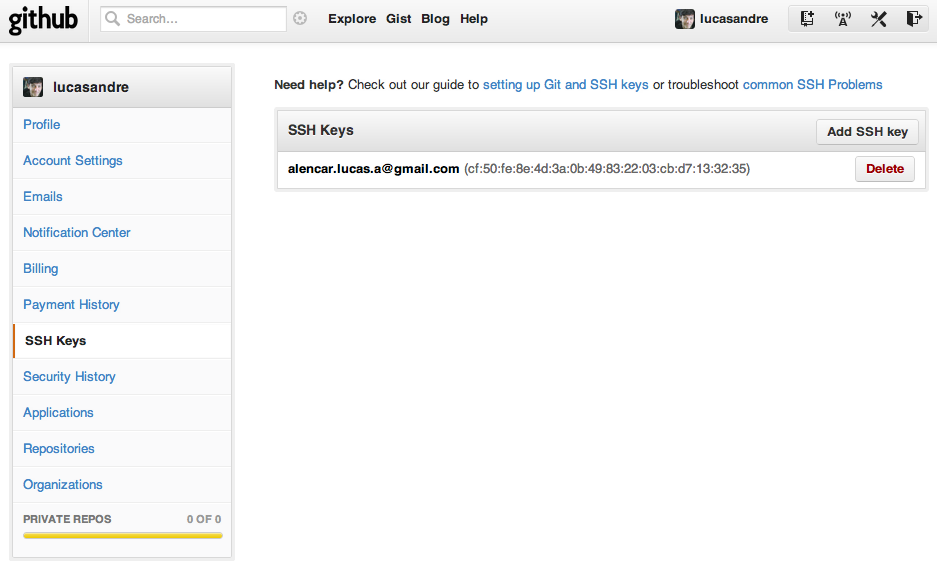 github Search... Explore Gist Blog Help lucasandre
lucasandre
Profile
Account Settings
Emails
Notification Center
Billing
Payment History
SSH Keys
Security History
Applications
Repositories
Organizations
PRIVATE REPOS 0 OF 0
Need help? Check out our guide to setting up Git and SSH keys or troubleshoot common SSH Problems
SSH Keys Add SSH key
alencar.lucas.a@gmail.com (cf:50:fe:8e:4d:3a:0b:49:83:22:03:cb:d7:13:32:35) Delete